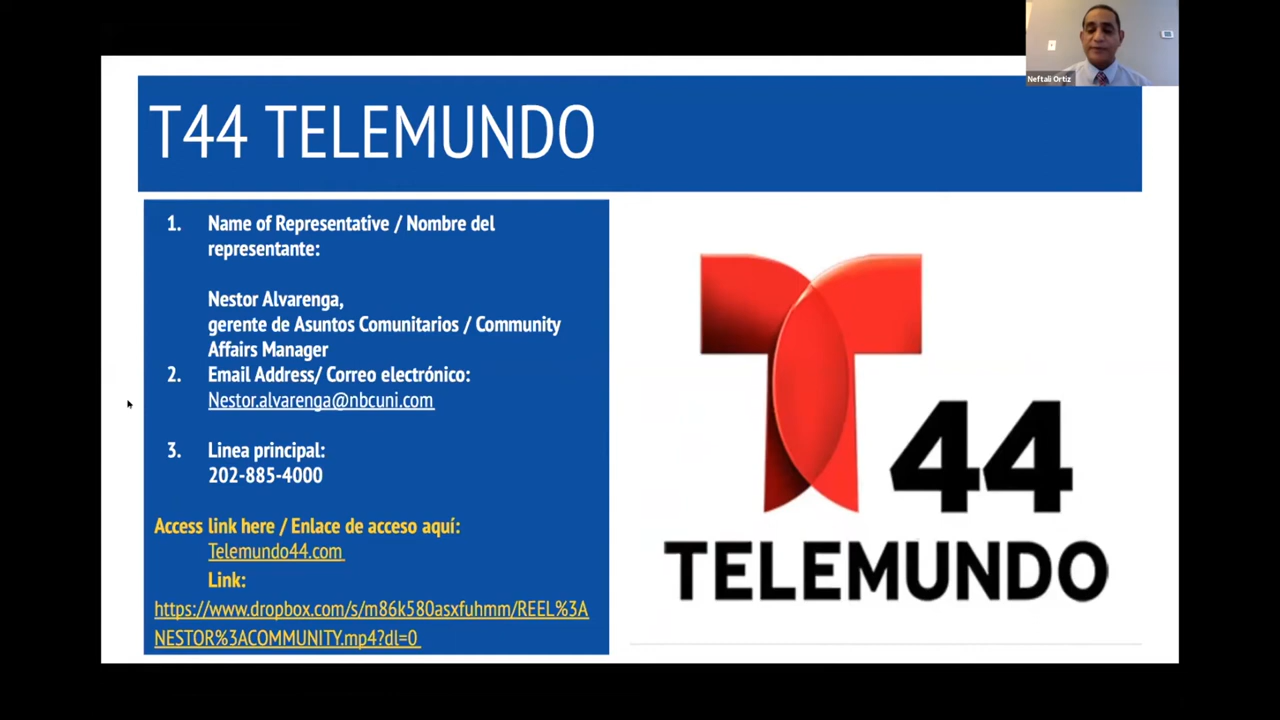 Neftali Ortiz
T44 TELEMUNDO
1. Name of Representative / Nombre del
representante:
Nestor Alvarenga,
gerente de Asuntos Comunitarios / Community
Affairs Manager
2. Email Address/ Correo electrónico:
Nestor.alvarenga@nbcuni.com
3. Linea principal:
202-885-4000
Access link here / Enlace de acceso aquí:
Telemundo44.com
Link:
https://www.dropbox.com/s/m86k580asxfuhmm/REEL%3A
NESTOR%3ACOMMUNITY.mp4?dl=0
44
TELEMUNDO